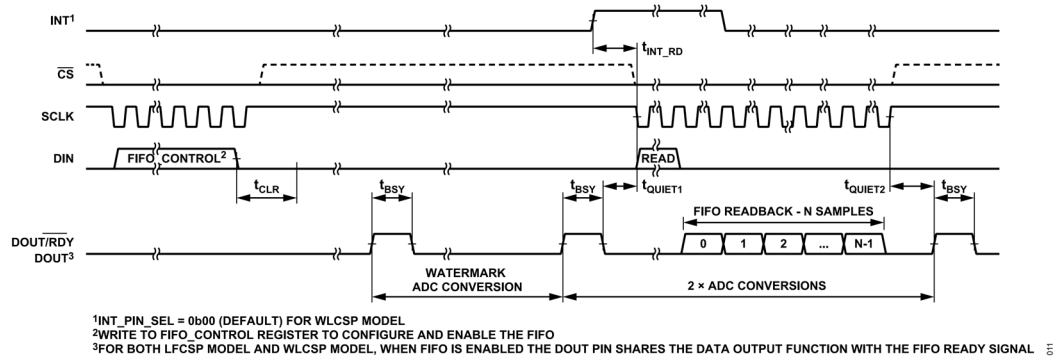 INT1
tINT_RD
CS
SCLK
DIN
FIFO_CONTROL2
READ
tCLR
tBSY
tBSY
tQUIET1
tQUIET2
tBSY
FIFO READBACK - N SAMPLES
DOUT/RDY
DOUT3
0 1 2 ... N-1
WATERMARK
ADC CONVERSION
2 × ADC CONVERSIONS
1INT_PIN_SEL = 0b00 (DEFAULT) FOR WLCSP MODEL
2WRITE TO FIFO_CONTROL REGISTER TO CONFIGURE AND ENABLE THE FIFO
3FOR BOTH LFCSP MODEL AND WLCSP MODEL, WHEN FIFO IS ENABLED THE DOUT PIN SHARES THE DATA OUTPUT FUNCTION WITH THE FIFO READY SIGNAL